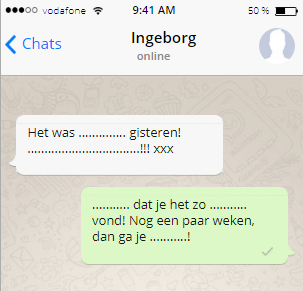 vodafone 9:41 AM 50 %
Chats Ingeborg
online
Het was .............. gisteren!
.................................!!! xxx
........... dat je het zo ...........
vond! Nog een paar weken,
dan ga je ...........!